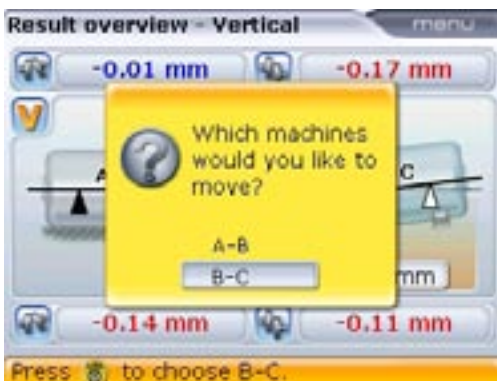 Result overview - Vertical menu
-0.01 mm -0.17 mm
V
Which machines
would you like to
move?
A C
A-B
B-C
mm
-0.14 mm -0.11 mm
Press to choose B-C.